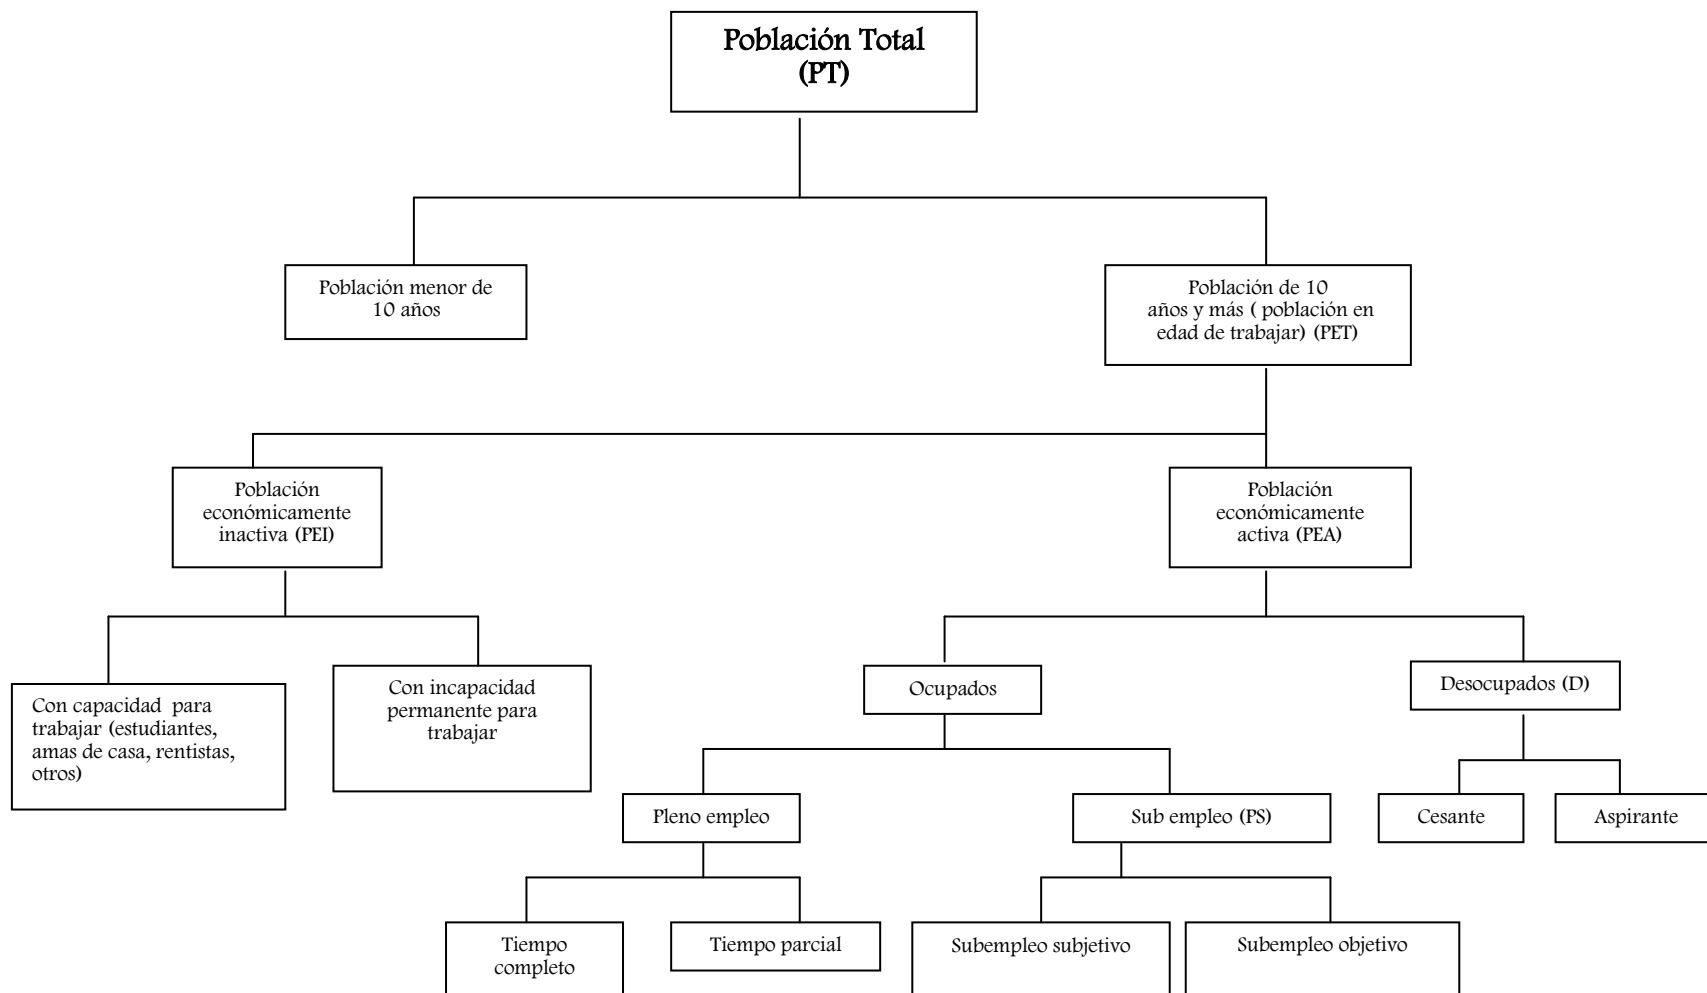 Población Total
(PT)
Población menor de
10 años
Población de 10
años y más ( población en
edad de trabajar) (PET)
Población
económicamente
inactiva (PEI)
Población
económicamente
activa (PEA)
Con capacidad para
trabajar (estudiantes,
amas de casa, rentistas,
otros)
Con incapacidad
permanente para
trabajar
Ocupados
Desocupados (D)
Pleno empleo
Sub empleo (PS)
Cesante
Aspirante
Tiempo
completo
Tiempo parcial
Subempleo subjetivo
Subempleo objetivo